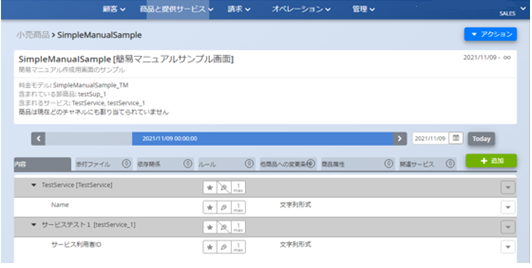 顧客 商品と提供サービス 請求 オペレーション 管理 SALES
小売商品 > SimpleManualSample アクション
SimpleManualSample [簡易マニュアルサンプル画面] 2021/11/09 - ∞
簡易マニュアル作成用画面のサンプル
料金モデル: SimpleManualSample_TM
含まれている卸商品: testSup_1
含まれるサービス: TestService, testService_1
商品は現在どのチャネルにも割り当てられていません
2021/11/09 00:00:00 2021/11/09 Today
内容 添付ファイル 0 依存関係 0 ルール 0 他商品への変更条件 商品属性 0 関連サービス 0 + 追加
TestService [TestService] 1 max
Name 1 max 文字列形式
サービステスト1 [testService_1] 1 max
サービス利用者ID 1 max 文字列形式